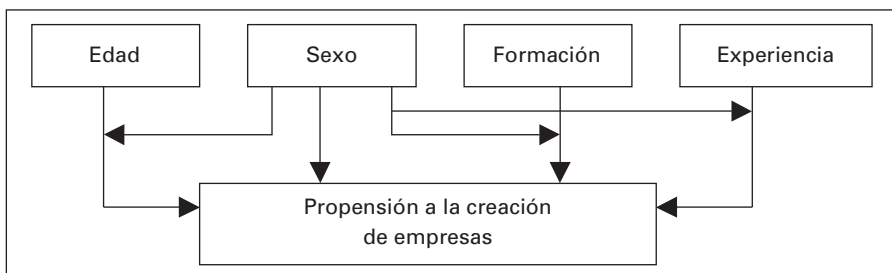 Edad
Sexo
Formación
Experiencia
Propensión a la creación
de empresas